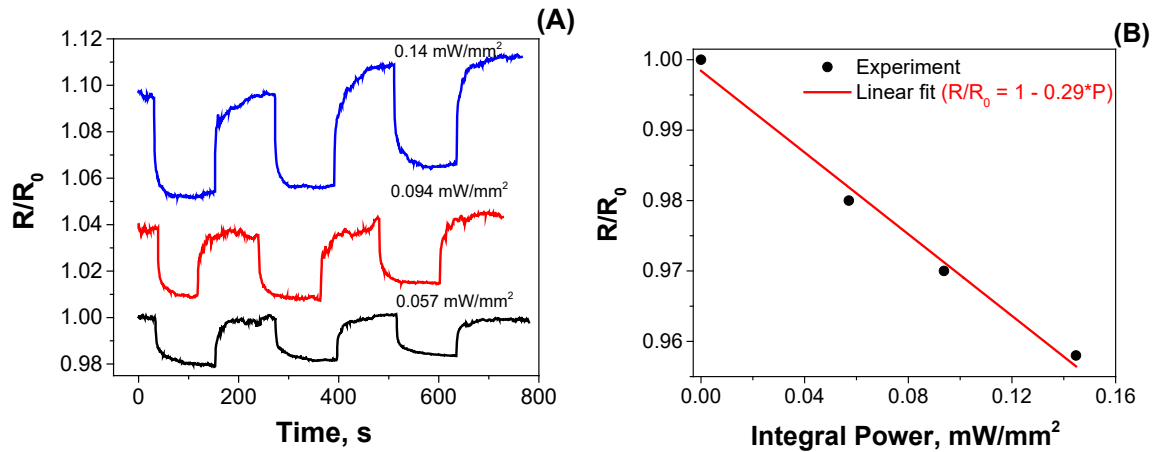 (A)
0.14 mW/mm²
0.094 mW/mm²
0.057 mW/mm²
1.12
1.10
1.08
1.06
1.04
1.02
1.00
0.98
R/R₀
0
200
400
600
800
Time, s
(B)
Experiment
Linear fit (R/R₀ = 1 - 0.29*P)
1.00
0.99
0.98
0.97
0.96
R/R₀
0.00
0.04
0.08
0.12
0.16
Integral Power, mW/mm²